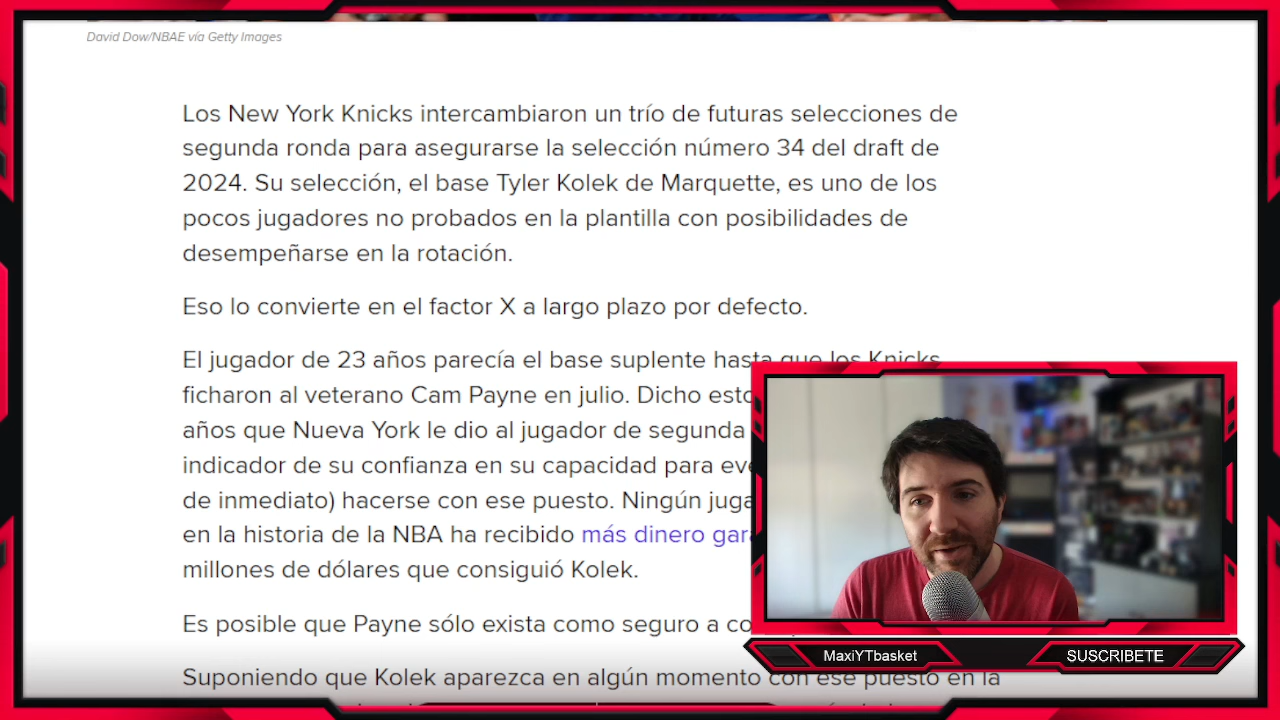 David Dow/NBAE vía Getty Images
Los New York Knicks intercambiaron un trío de futuras selecciones de
segunda ronda para asegurarse la selección número 34 del draft de
2024. Su selección, el base Tyler Kolek de Marquette, es uno de los
pocos jugadores no probados en la plantilla con posibilidades de
desempeñarse en la rotación.
Eso lo convierte en el factor X a largo plazo por defecto.
El jugador de 23 años parecía el base suplente hasta que los Knicks
ficharon al veterano Cam Payne en julio. Dicho esto
años que Nueva York le dio al jugador de segunda
indicador de su confianza en su capacidad para
de inmediato) hacerse con ese puesto. Ningún
en la historia de la NBA ha recibido más dinero
millones de dólares que consiguió Kolek.
Es posible que Payne sólo exista como seguro a
Suponiendo que Kolek aparezca en algún momento con ese puesto en la
MaxiYTbasket
SUSCRIBETE